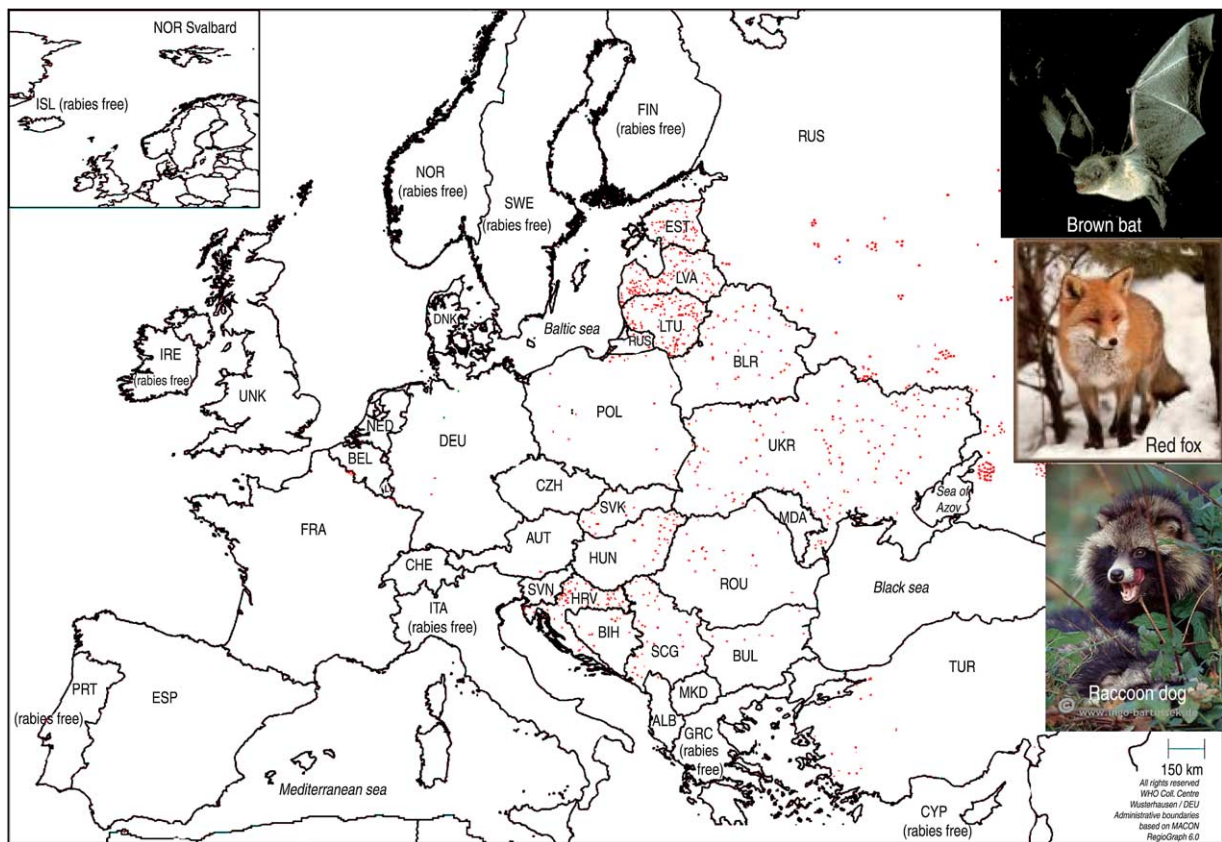 NOR Svalbard
ISL (rabies free)
FIN
(rabies free)
RUS
NOR
(rabies free)
SWE
(rabies free)
Brown bat
EST
LVA
DNK
LTU
Baltic sea
RUS
IRE
(rabies free)
BLR
UNK
POL
NED
DEU
UKR
Red fox
BEL
CZH
Sea of
Azov
SVK
MDA
FRA
AUT
HUN
CHE
ROU
Black sea
SVN
HRV
ITA
(rabies free)
BIH
SCG
BUL
TUR
PRT
(rabies free)
ESP
MKD
Raccoon dog
© www.ingo-bartussek.de
ALB
GRC
(rabies
free)
150 km
Mediterranean sea
All rights reserved
WHO Coll. Centre
Wusterhausen / DEU
Administrative boundaries
based on MACON
RegioGraph 6.0
CYP
(rabies free)